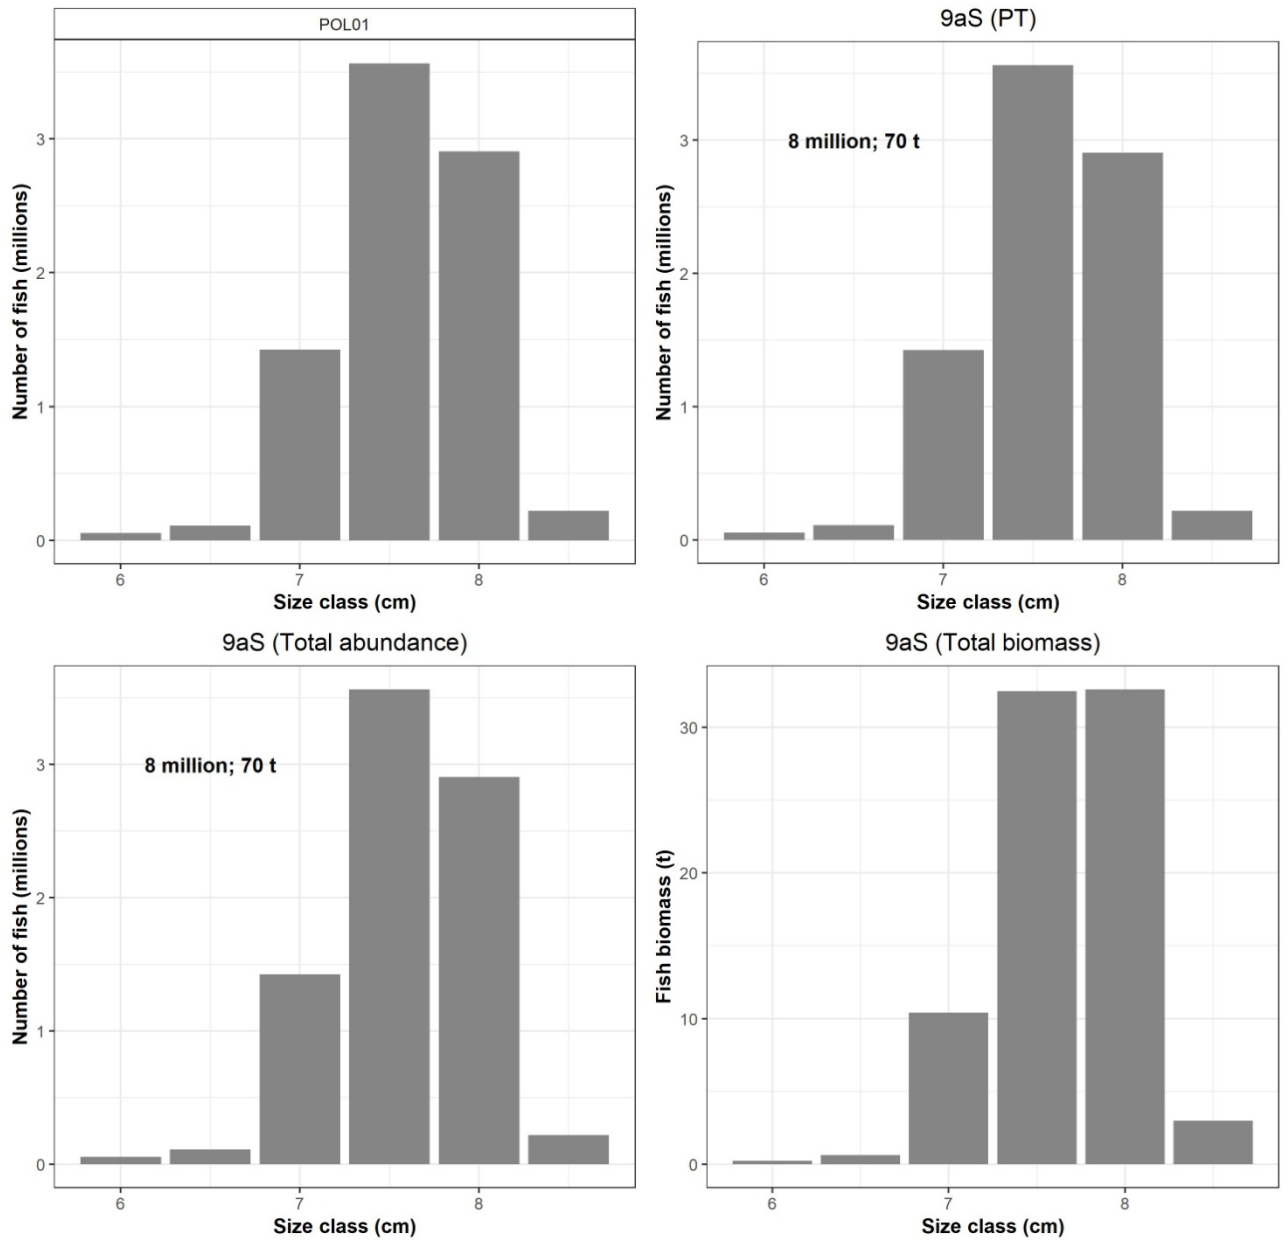 POL01
Number of fish (millions)
3
2
1
0
6 7 8
Size class (cm)
9aS (PT)
8 million; 70 t
Number of fish (millions)
3
2
1
0
6 7 8
Size class (cm)
9aS (Total abundance)
8 million; 70 t
Number of fish (millions)
3
2
1
0
6 7 8
Size class (cm)
9aS (Total biomass)
Fish biomass (t)
30
20
10
0
6 7 8
Size class (cm)